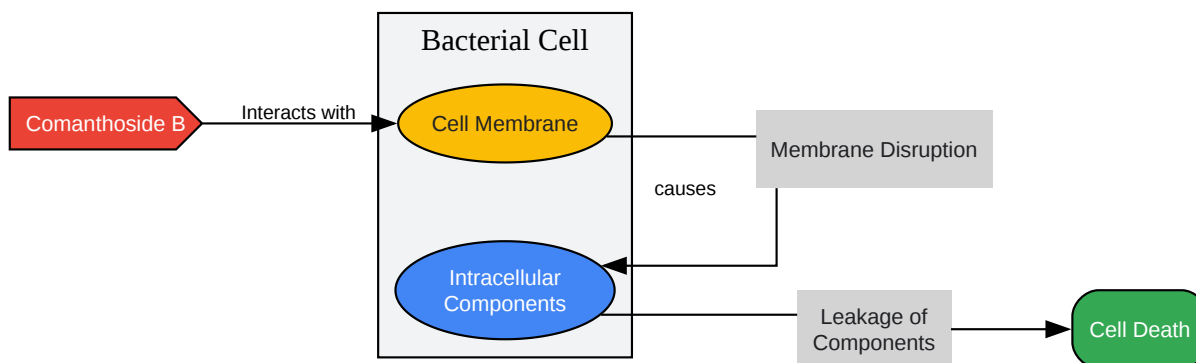 Bacterial Cell
Comanthoside B
Interacts with
Cell Membrane
Membrane Disruption
causes
Intracellular
Components
Leakage of
Components
Cell Death